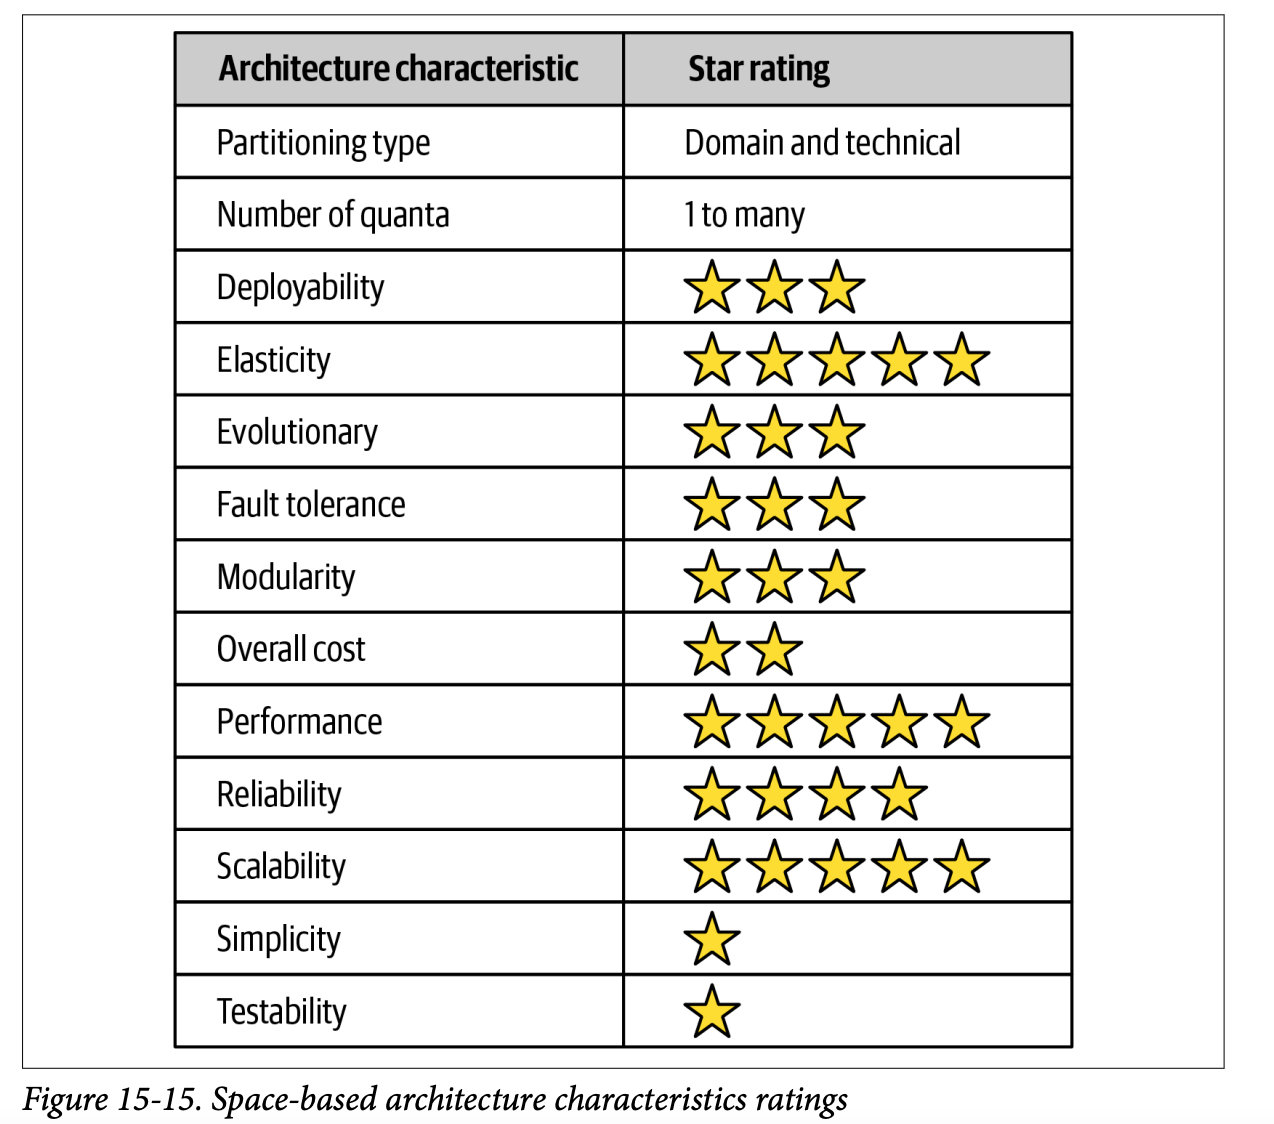 Architecture characteristic Star rating
Partitioning type Domain and technical
Number of quanta 1 to many
Deployability
Elasticity
Evolutionary
Fault tolerance
Modularity
Overall cost
Performance
Reliability
Scalability
Simplicity
Testability
Figure 15-15. Space-based architecture characteristics ratings